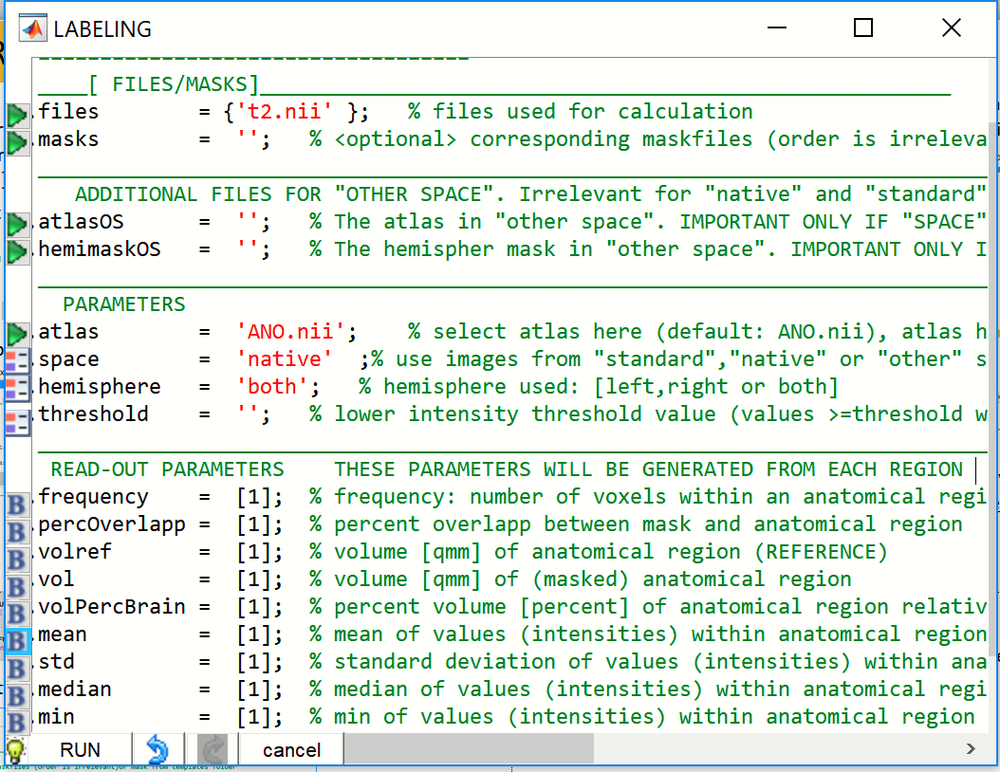 LABELING
____[ FILES/MASKS]____
.files = {'t2.nii' }; % files used for calculation
.masks = ''; % <optional> corresponding maskfiles (order is irreleva
ADDITIONAL FILES FOR "OTHER SPACE". Irrelevant for "native" and "standard"
.atlasOS = ''; % The atlas in "other space". IMPORTANT ONLY IF "SPACE"
.hemimaskOS = ''; % The hemispher mask in "other space". IMPORTANT ONLY I
PARAMETERS
.atlas = 'ANO.nii'; % select atlas here (default: ANO.nii), atlas h
.space = 'native' ;% use images from "standard","native" or "other" s
.hemisphere = 'both'; % hemisphere used: [left,right or both]
.threshold = ''; % lower intensity threshold value (values >=threshold w
READ-OUT PARAMETERS THESE PARAMETERS WILL BE GENERATED FROM EACH REGION
.frequency = [1]; % frequency: number of voxels within an anatomical regi
.percOverlapp = [1]; % percent overlapp between mask and anatomical region
.volref = [1]; % volume [qmm] of anatomical region (REFERENCE)
.vol = [1]; % volume [qmm] of (masked) anatomical region
.volPercBrain = [1]; % percent volume [percent] of anatomical region relativ
.mean = [1]; % mean of values (intensities) within anatomical region
.std = [1]; % standard deviation of values (intensities) within ana
.median = [1]; % median of values (intensities) within anatomical regi
.min = [1]; % min of values (intensities) within anatomical region
RUN cancel